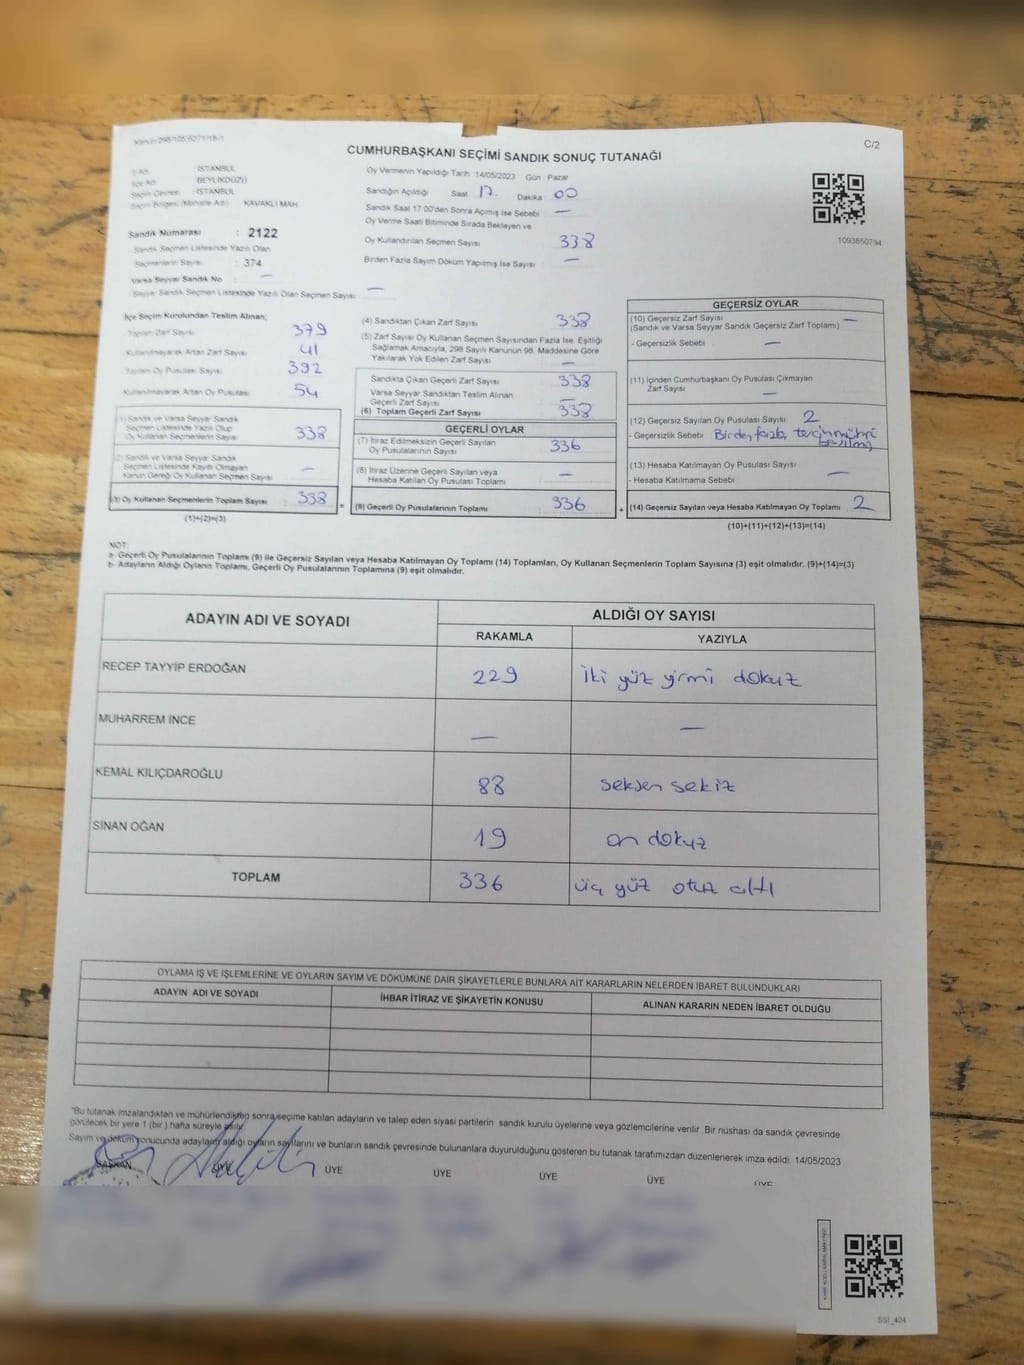 Kanun 298/105 6271/18/1
C/2
CUMHURBAŞKANI SEÇİMİ SANDIK SONUÇ TUTANAĞI
İl Adı : İSTANBUL
İlçe Adı : BEYLİKDÜZÜ
Seçim Çevresi : İSTANBUL
Seçim Bölgesi (Mahalle Adı) KAVAKLI MAH
Sandık Numarası : 2122
Sandık Seçmen Listesinde Yazılı Olan
Seçmenlerin Sayısı : 374
Varsa Seyyar Sandık No : —
Seyyar Sandık Seçmen Listesinde Yazılı Olan Seçmen Sayısı : —
Oy Vermenin Yapıldığı Tarih 14/05/2023 Gün Pazar
Sandığın Açıldığı Saat 17. Dakika 00
Sandık Saat 17:00'den Sonra Açımış İse Sebebi —
Oy Verme Saati Bitiminde Sırada Bekleyen ve
Oy Kullandırılan Seçmen Sayısı 338
Birden Fazla Sayım Döküm Yapılmış İse Sayısı —
1093850794
İlçe Seçim Kurulundan Teslim Alınan;
Toplam Zarf Sayısı 379
Kullanılmayarak Artan Zarf Sayısı 41
Toplam Oy Pusulası Sayısı 392
Kullanılmayarak Artan Oy Pusulası 54
(1) Sandık ve Varsa Seyyar Sandık
Seçmen Listesinde Yazılı Olup
Oy Kullanan Seçmenlerin Sayısı 338
(2) Sandık ve Varsa Seyyar Sandık
Seçmen Listesinde Kayıtlı Olmayan
Kanun Gereği Oy Kullanan Seçmen Sayısı —
(3) Oy Kullanan Seçmenlerin Toplam Sayısı 338 =
(1)+(2)=(3)
(4) Sandıktan Çıkan Zarf Sayısı 338
(5) Zarf Sayısı Oy Kullanan Seçmen Sayısından Fazla İse, Eşitliği
Sağlamak Amacıyla, 298 Sayılı Kanunun 98. Maddesine Göre
Yakılarak Yok Edilen Zarf Sayısı —
Sandıkta Çıkan Geçerli Zarf Sayısı 338
Varsa Seyyar Sandıktan Teslim Alınan
Geçerli Zarf Sayısı —
(6) Toplam Geçerli Zarf Sayısı 338
GEÇERLİ OYLAR
(7) İtiraz Edilmeksizin Geçerli Sayılan
Oy Pusulalarının Sayısı 336
(8) İtiraz Üzerine Geçerli Sayılan veya
Hesaba Katılan Oy Pusulası Toplamı —
(9) Geçerli Oy Pusulalarının Toplamı 336 +
GEÇERSİZ OYLAR
(10) Geçersiz Zarf Sayısı —
(Sandık ve Varsa Seyyar Sandık Geçersiz Zarf Toplamı)
- Geçersizlik Sebebi —
(11) İçinden Cumhurbaşkanı Oy Pusulası Çıkmayan
Zarf Sayısı —
(12) Geçersiz Sayılan Oy Pusulası Sayısı 2
- Geçersizlik Sebebi Birden fazla tercih mührü
(13) Hesaba Katılmayan Oy Pusulası Sayısı —
- Hesaba Katılmama Sebebi
(14) Geçersiz Sayılan veya Hesaba Katılmayan Oy Toplamı 2
(10)+(11)+(12)+(13)=(14)
NOT:
a- Geçerli Oy Pusulalarının Toplamı (9) ile Geçersiz Sayılan veya Hesaba Katılmayan Oy Toplamı (14) Toplamları, Oy Kullanan Seçmenlerin Toplam Sayısına (3) eşit olmalıdır. (9)+(14)=(3)
b- Adayların Aldığı Oyların Toplamı, Geçerli Oy Pusulalarının Toplamına (9) eşit olmalıdır.
ADAYIN ADI VE SOYADI
ALDIĞI OY SAYISI
RAKAMLA YAZIYLA
RECEP TAYYİP ERDOĞAN 229 iki yüz yirmi dokuz
MUHARREM İNCE — —
KEMAL KILIÇDAROĞLU 88 seksen sekiz
SİNAN OĞAN 19 on dokuz
TOPLAM 336 üç yüz otuz altı
OYLAMA İŞ VE İŞLEMLERİNE VE OYLARIN SAYIM VE DÖKÜMÜNE DAİR ŞİKAYETLERLE BUNLARA AİT KARARLARIN NELERDEN İBARET BULUNDUKLARI
ADAYIN ADI VE SOYADI İHBAR İTİRAZ VE ŞİKAYETİN KONUSU ALINAN KARARIN NEDEN İBARET OLDUĞU
"Bu tutanak imzalandıktan ve mühürlendikten sonra seçime katılan adayların ve talep eden siyasi partilerin sandık kurulu üyelerine veya gözlemcilerine verilir. Bir nüshası da sandık çevresinde
görülecek bir yere 1 (bir) hafta süreyle asılır.
Sayım ve döküm sonucunda adayların aldığı oyların sayılarını ve bunların sandık çevresinde bulunanlara duyurulduğunu gösteren bu tutanak tarafımızdan düzenlenerek imza edildi. 14/05/2023
BAŞKAN ÜYE ÜYE ÜYE ÜYE ÜYE ÜYE
SGİ_404